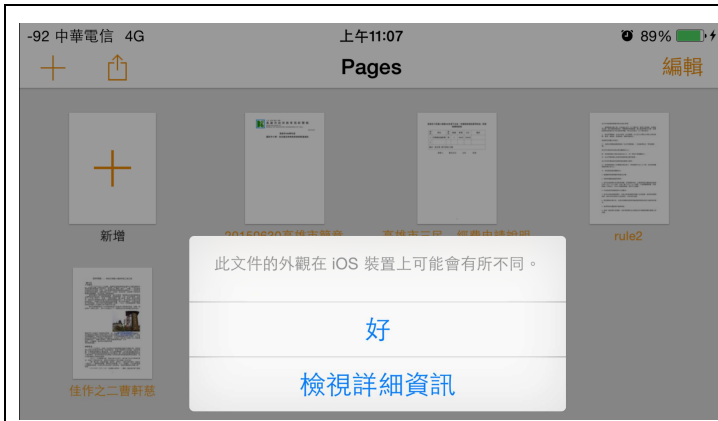 -92 中華電信 4G 上午11:07 89%
Pages 編輯
新增
rule2
此文件的外觀在 iOS 裝置上可能會有所不同。
好
檢視詳細資訊
佳作之二曹軒慈